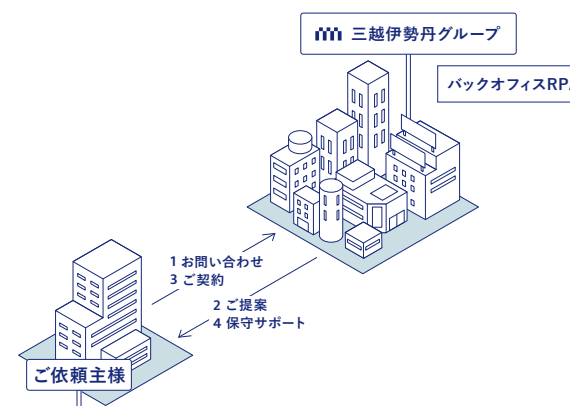 三越伊勢丹グループ
バックオフィスRPA
1 お問い合わせ
3 ご契約
2 ご提案
4 保守サポート
ご依頼主様